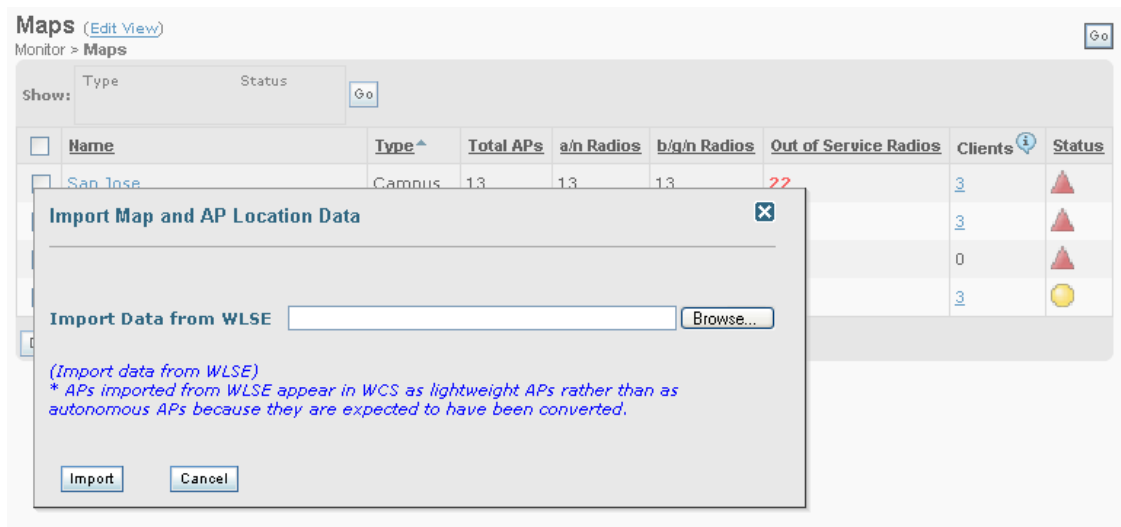 Maps (Edit View)
Go
Monitor > Maps
Show: Type Status Go
Name Type Total APs a/n Radios b/g/n Radios Out of Service Radios Clients Status
San Jose Campus 13 13 13 22 3
3
0
3
Import Map and AP Location Data
Import Data from WLSE Browse...
(Import data from WLSE)
* APs imported from WLSE appear in WCS as lightweight APs rather than as
autonomous APs because they are expected to have been converted.
Import Cancel